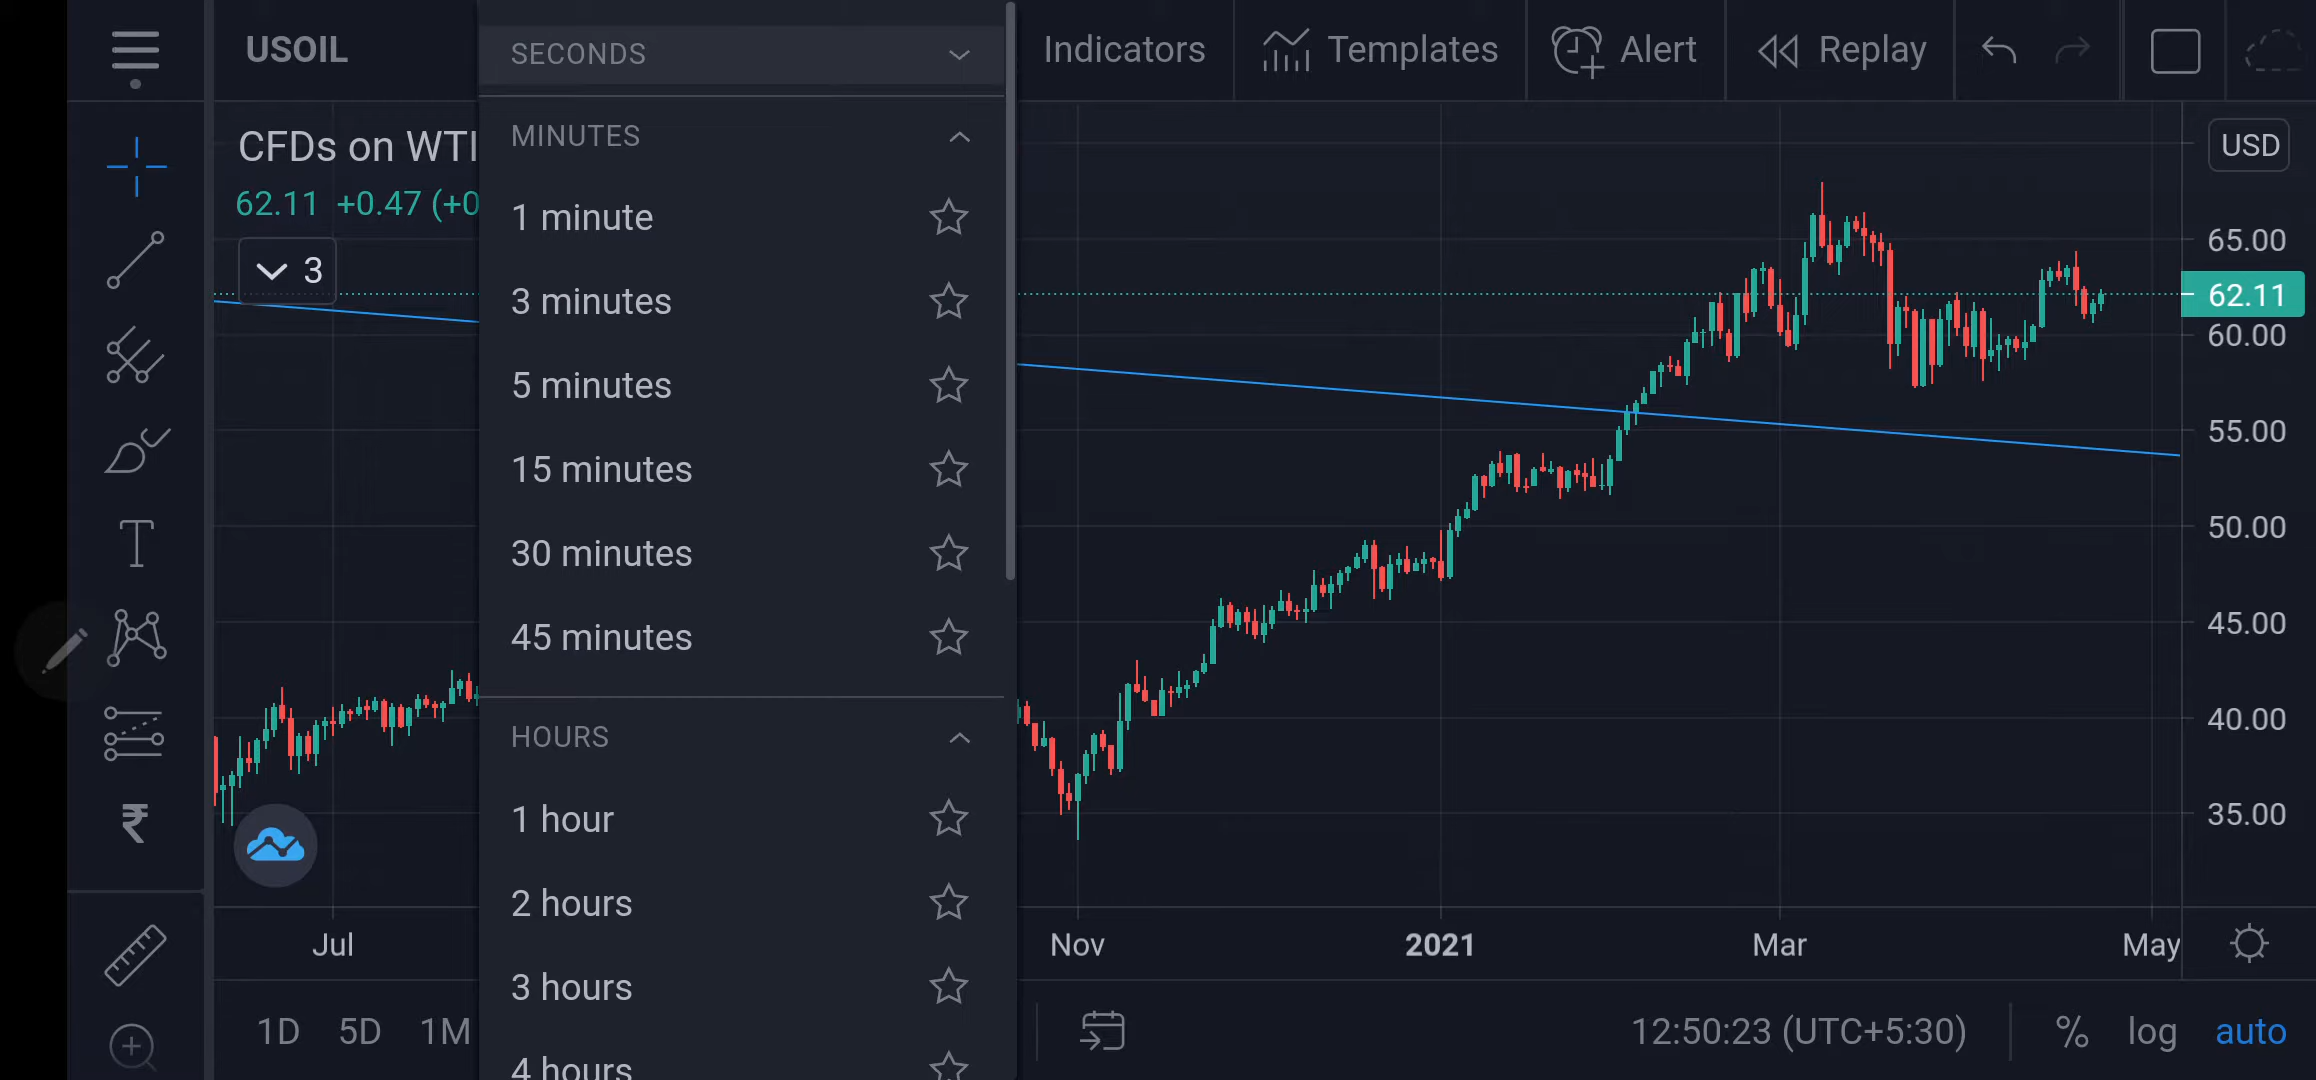 USOIL
SECONDS
Indicators
Templates
Alert
Replay
CFDs on WTI
62.11 +0.47 (+0
3
MINUTES
1 minute
3 minutes
5 minutes
15 minutes
30 minutes
45 minutes
HOURS
1 hour
2 hours
3 hours
4 hours
USD
65.00
62.11
60.00
55.00
50.00
45.00
40.00
35.00
Jul
Nov
2021
Mar
May
1D 5D 1M
12:50:23 (UTC+5:30)
% log auto
T
₹